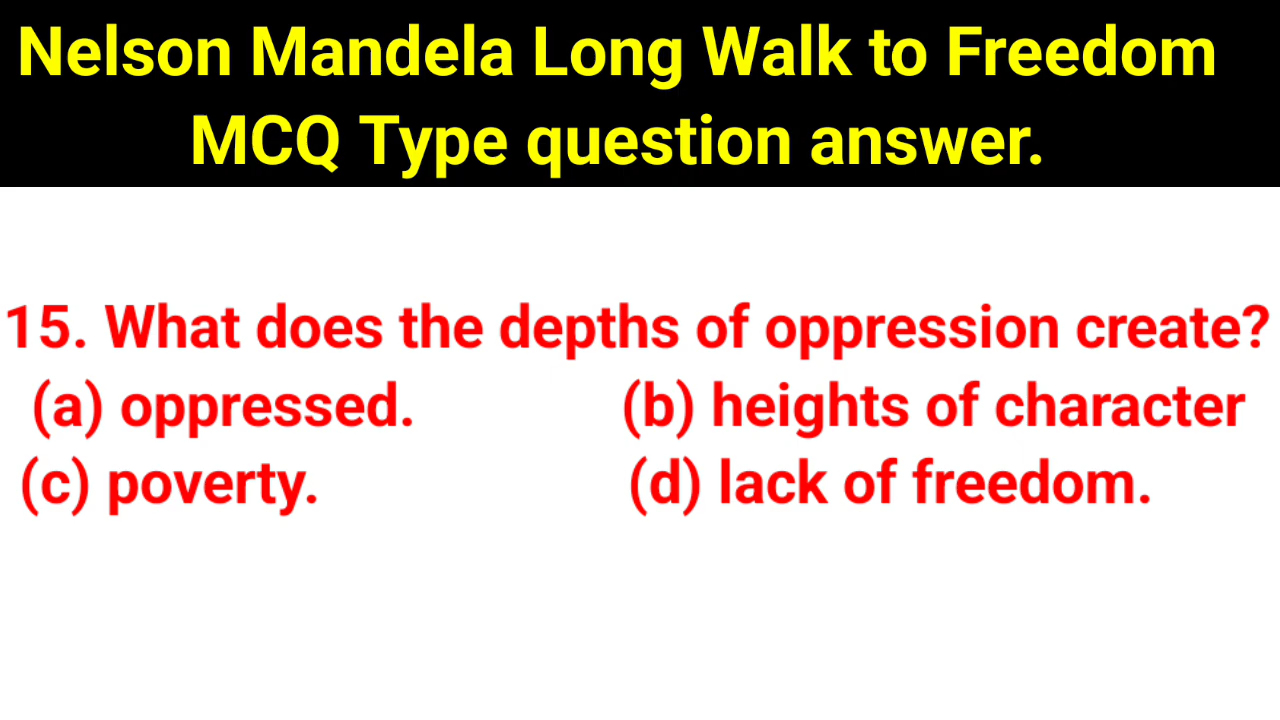 Nelson Mandela Long Walk to Freedom
MCQ Type question answer.
15. What does the depths of oppression create?
(a) oppressed. (b) heights of character
(c) poverty. (d) lack of freedom.